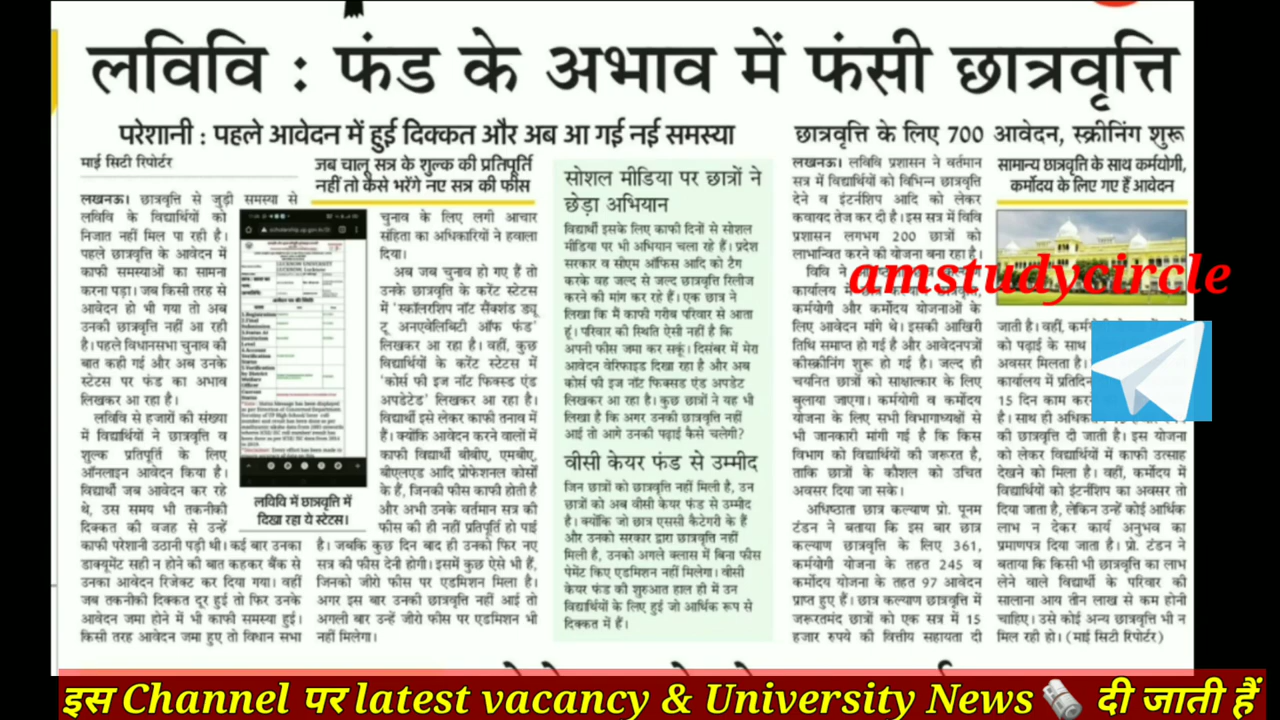 लविवि : फंड के अभाव में फंसी छात्रवृत्ति
परेशानी : पहले आवेदन में हुई दिक्कत और अब आ गई नई समस्या
माई सिटी रिपोर्टर
जब चालू सत्र के शुल्क की प्रतिपूर्ति
नहीं तो कैसे भरेंगे नए सत्र की फीस
लखनऊ। छात्रवृत्ति से जुड़ी समस्या से
लविवि के विद्यार्थियों को
निजात नहीं मिल पा रही है।
पहले छात्रवृत्ति के आवेदन में
काफी समस्याओं का सामना
करना पड़ा। जब किसी तरह से
आवेदन हो भी गया तो अब
उनकी छात्रवृत्ति नहीं आ रही
है। पहले विधानसभा चुनाव की
बात कही गई और अब उनके
स्टेटस पर फंड का अभाव
लिखकर आ रहा है।
लविवि से हजारों की संख्या
में विद्यार्थियों ने छात्रवृत्ति व
शुल्क प्रतिपूर्ति के लिए
ऑनलाइन आवेदन किया है।
विद्यार्थी जब आवेदन कर रहे
थे, उस समय भी तकनीकी
दिक्कत की वजह से उन्हें
काफी परेशानी उठानी पड़ी थी। कई बार उनका
डाक्यूमेंट सही न होने की बात कहकर बैंक से
उनका आवेदन रिजेक्ट कर दिया गया। वहीं
जब तकनीकी दिक्कत दूर हुई तो फिर उनके
आवेदन जमा होने में भी काफी समस्या हुई।
किसी तरह आवेदन जमा हुए तो विधान सभा
लविवि में छात्रवृत्ति में
दिखा रहा ये स्टेटस।
चुनाव के लिए लगी आचार
संहिता का अधिकारियों ने हवाला
दिया।
अब जब चुनाव हो गए हैं तो
उनके छात्रवृत्ति के करेंट स्टेटस
में 'स्कॉलरशिप नॉट सैंक्शंड ड्यू
टू अनएवेलिबिटी ऑफ फंड'
लिखकर आ रहा है। वहीं, कुछ
विद्यार्थियों के करेंट स्टेटस में
'कोर्स फी इज नॉट फिक्स्ड एंड
अपडेटेड' लिखकर आ रहा है।
विद्यार्थी इसे लेकर काफी तनाव में
हैं। क्योंकि आवेदन करने वालों में
काफी विद्यार्थी बीबीए, एमबीए,
बीएलएड आदि प्रोफेशनल कोर्सों
के हैं, जिनकी फीस काफी होती है
और अभी उनके वर्तमान सत्र की
फीस की ही नहीं प्रतिपूर्ति हो पाई
है। जबकि कुछ दिन बाद ही उनको फिर नए
सत्र की फीस देनी होगी। इसमें कुछ ऐसे भी हैं,
जिनको जीरो फीस पर एडमिशन मिला है।
अगर इस बार उनकी छात्रवृत्ति नहीं आई तो
अगली बार उन्हें जीरो फीस पर एडमिशन भी
नहीं मिलेगा।
सोशल मीडिया पर छात्रों ने
छेड़ा अभियान
विद्यार्थी इसके लिए काफी दिनों से सोशल
मीडिया पर भी अभियान चला रहे हैं। प्रदेश
सरकार व सीएम ऑफिस आदि को टैग
करके वह जल्द से जल्द छात्रवृत्ति रिलीज
करने की मांग कर रहे हैं। एक छात्र ने
लिखा कि मैं काफी गरीब परिवार से आता
हूं। परिवार की स्थिति ऐसी नहीं है कि
अपनी फीस जमा कर सकूं। दिसंबर में मेरा
आवेदन वेरिफाइड दिखा रहा है और अब
कोर्स फी इज नॉट फिक्सड एंड अपडेट
लिखकर आ रहा है। कुछ छात्रों ने यह भी
लिखा है कि अगर उनकी छात्रवृत्ति नहीं
आई तो आगे उनकी पढ़ाई कैसे चलेगी?
वीसी केयर फंड से उम्मीद
जिन छात्रों को छात्रवृत्ति नहीं मिली है, उन
छात्रों को अब वीसी केयर फंड से उम्मीद
है। क्योंकि जो छात्र एससी कैटेगरी के हैं
और उनको सरकार द्वारा छात्रवृत्ति नहीं
मिली है, उनको अगले क्लास में बिना फीस
पेमेंट किए एडमिशन नहीं मिलेगा। वीसी
केयर फंड की शुरुआत हाल ही में उन
विद्यार्थियों के लिए हुई जो आर्थिक रूप से
दिक्कत में हैं।
छात्रवृत्ति के लिए 700 आवेदन, स्क्रीनिंग शुरू
लखनऊ। लविवि प्रशासन ने वर्तमान
सत्र में विद्यार्थियों को विभिन्न छात्रवृत्ति
देने व इंटर्नशिप आदि को लेकर
कवायद तेज कर दी है। इस सत्र में विवि
प्रशासन लगभग 200 छात्रों को
लाभान्वित करने की योजना बना रहा है।
विवि ने
कार्यालय में
कर्मयोगी और कर्मोदय योजनाओं के
लिए आवेदन मांगे थे। इसकी आखिरी
तिथि समाप्त हो गई है और आवेदनपत्रों
कीस्क्रीनिंग शुरू हो गई है। जल्द ही
चयनित छात्रों को साक्षात्कार के लिए
बुलाया जाएगा। कर्मयोगी व कर्मोदय
योजना के लिए सभी विभागाध्यक्षों से
भी जानकारी मांगी गई है कि किस
विभाग को विद्यार्थियों की जरूरत है,
ताकि छात्रों के कौशल को उचित
अवसर दिया जा सके।
अधिष्ठाता छात्र कल्याण प्रो. पूनम
टंडन ने बताया कि इस बार छात्र
कल्याण छात्रवृत्ति के लिए 361,
कर्मयोगी योजना के तहत 245 व
कर्मोदय योजना के तहत 97 आवेदन
प्राप्त हुए हैं। छात्र कल्याण छात्रवृत्ति में
जरूरतमंद छात्रों को एक सत्र में 15
हजार रुपये की वित्तीय सहायता दी
सामान्य छात्रवृत्ति के साथ कर्मयोगी,
कर्मोदय के लिए गए हैं आवेदन
amstudycircle
जाती है। वहीं,
को पढ़ाई के साथ
अवसर मिलता है।
कार्यालय में प्रतिदिन
15 दिन काम
है। साथ ही
की छात्रवृत्ति दी जाती है। इस योजना
को लेकर विद्यार्थियों में काफी उत्साह
देखने को मिला है। वहीं, कर्मोदय में
विद्यार्थियों को इंटर्नशिप का अवसर तो
दिया जाता है, लेकिन उन्हें कोई आर्थिक
लाभ न देकर कार्य अनुभव का
प्रमाणपत्र दिया जाता है। प्रो. टंडन ने
बताया कि किसी भी छात्रवृत्ति का लाभ
लेने वाले विद्यार्थी के परिवार की
सालाना आय तीन लाख से कम होनी
चाहिए। उसे कोई अन्य छात्रवृत्ति भी न
मिल रही हो। (माई सिटी रिपोर्टर)
इस Channel पर latest vacancy & University News दी जाती हैं